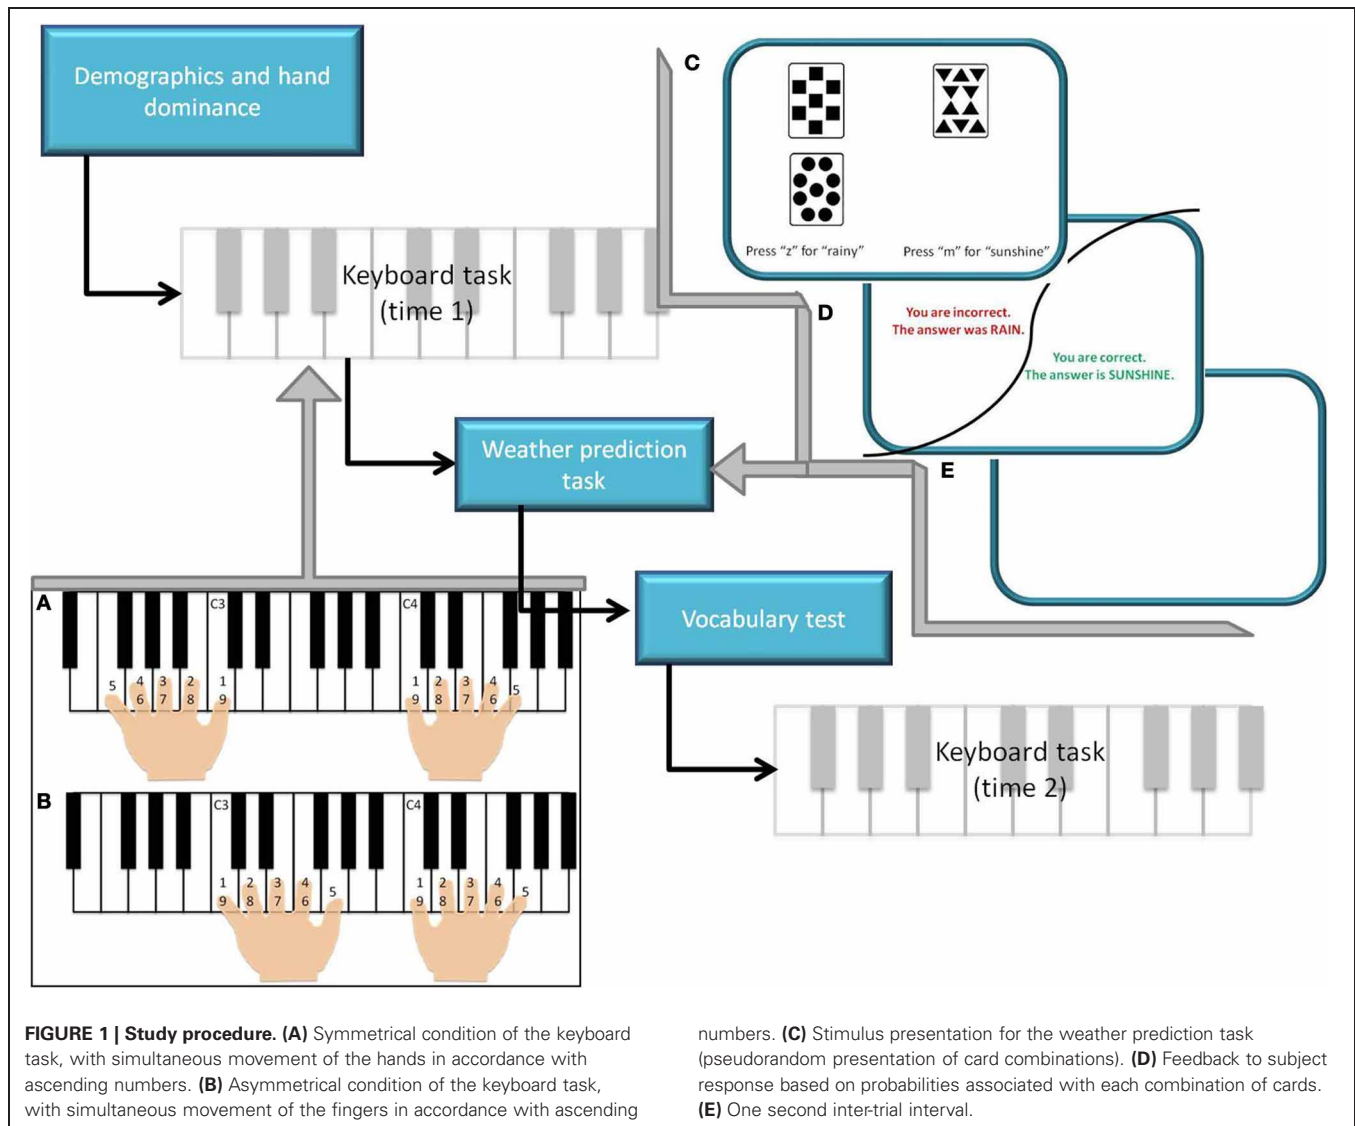 Demographics and hand
dominance
Keyboard task
(time 1)
Weather prediction
task
Vocabulary test
Keyboard task
(time 2)
C
Press "z" for "rainy"
Press "m" for "sunshine"
D
You are incorrect.
The answer was RAIN.
You are correct.
The answer is SUNSHINE.
E
A
C3
C4
5 4 3 2 1
6 7 8 9
1 2 3 4 5
9 8 7 6
B
C3
C4
1 2 3 4 5
9 8 7 6
1 2 3 4 5
9 8 7 6
FIGURE 1 | Study procedure. (A) Symmetrical condition of the keyboard
task, with simultaneous movement of the hands in accordance with
ascending numbers. (B) Asymmetrical condition of the keyboard task,
with simultaneous movement of the fingers in accordance with ascending
numbers. (C) Stimulus presentation for the weather prediction task
(pseudorandom presentation of card combinations). (D) Feedback to subject
response based on probabilities associated with each combination of cards.
(E) One second inter-trial interval.